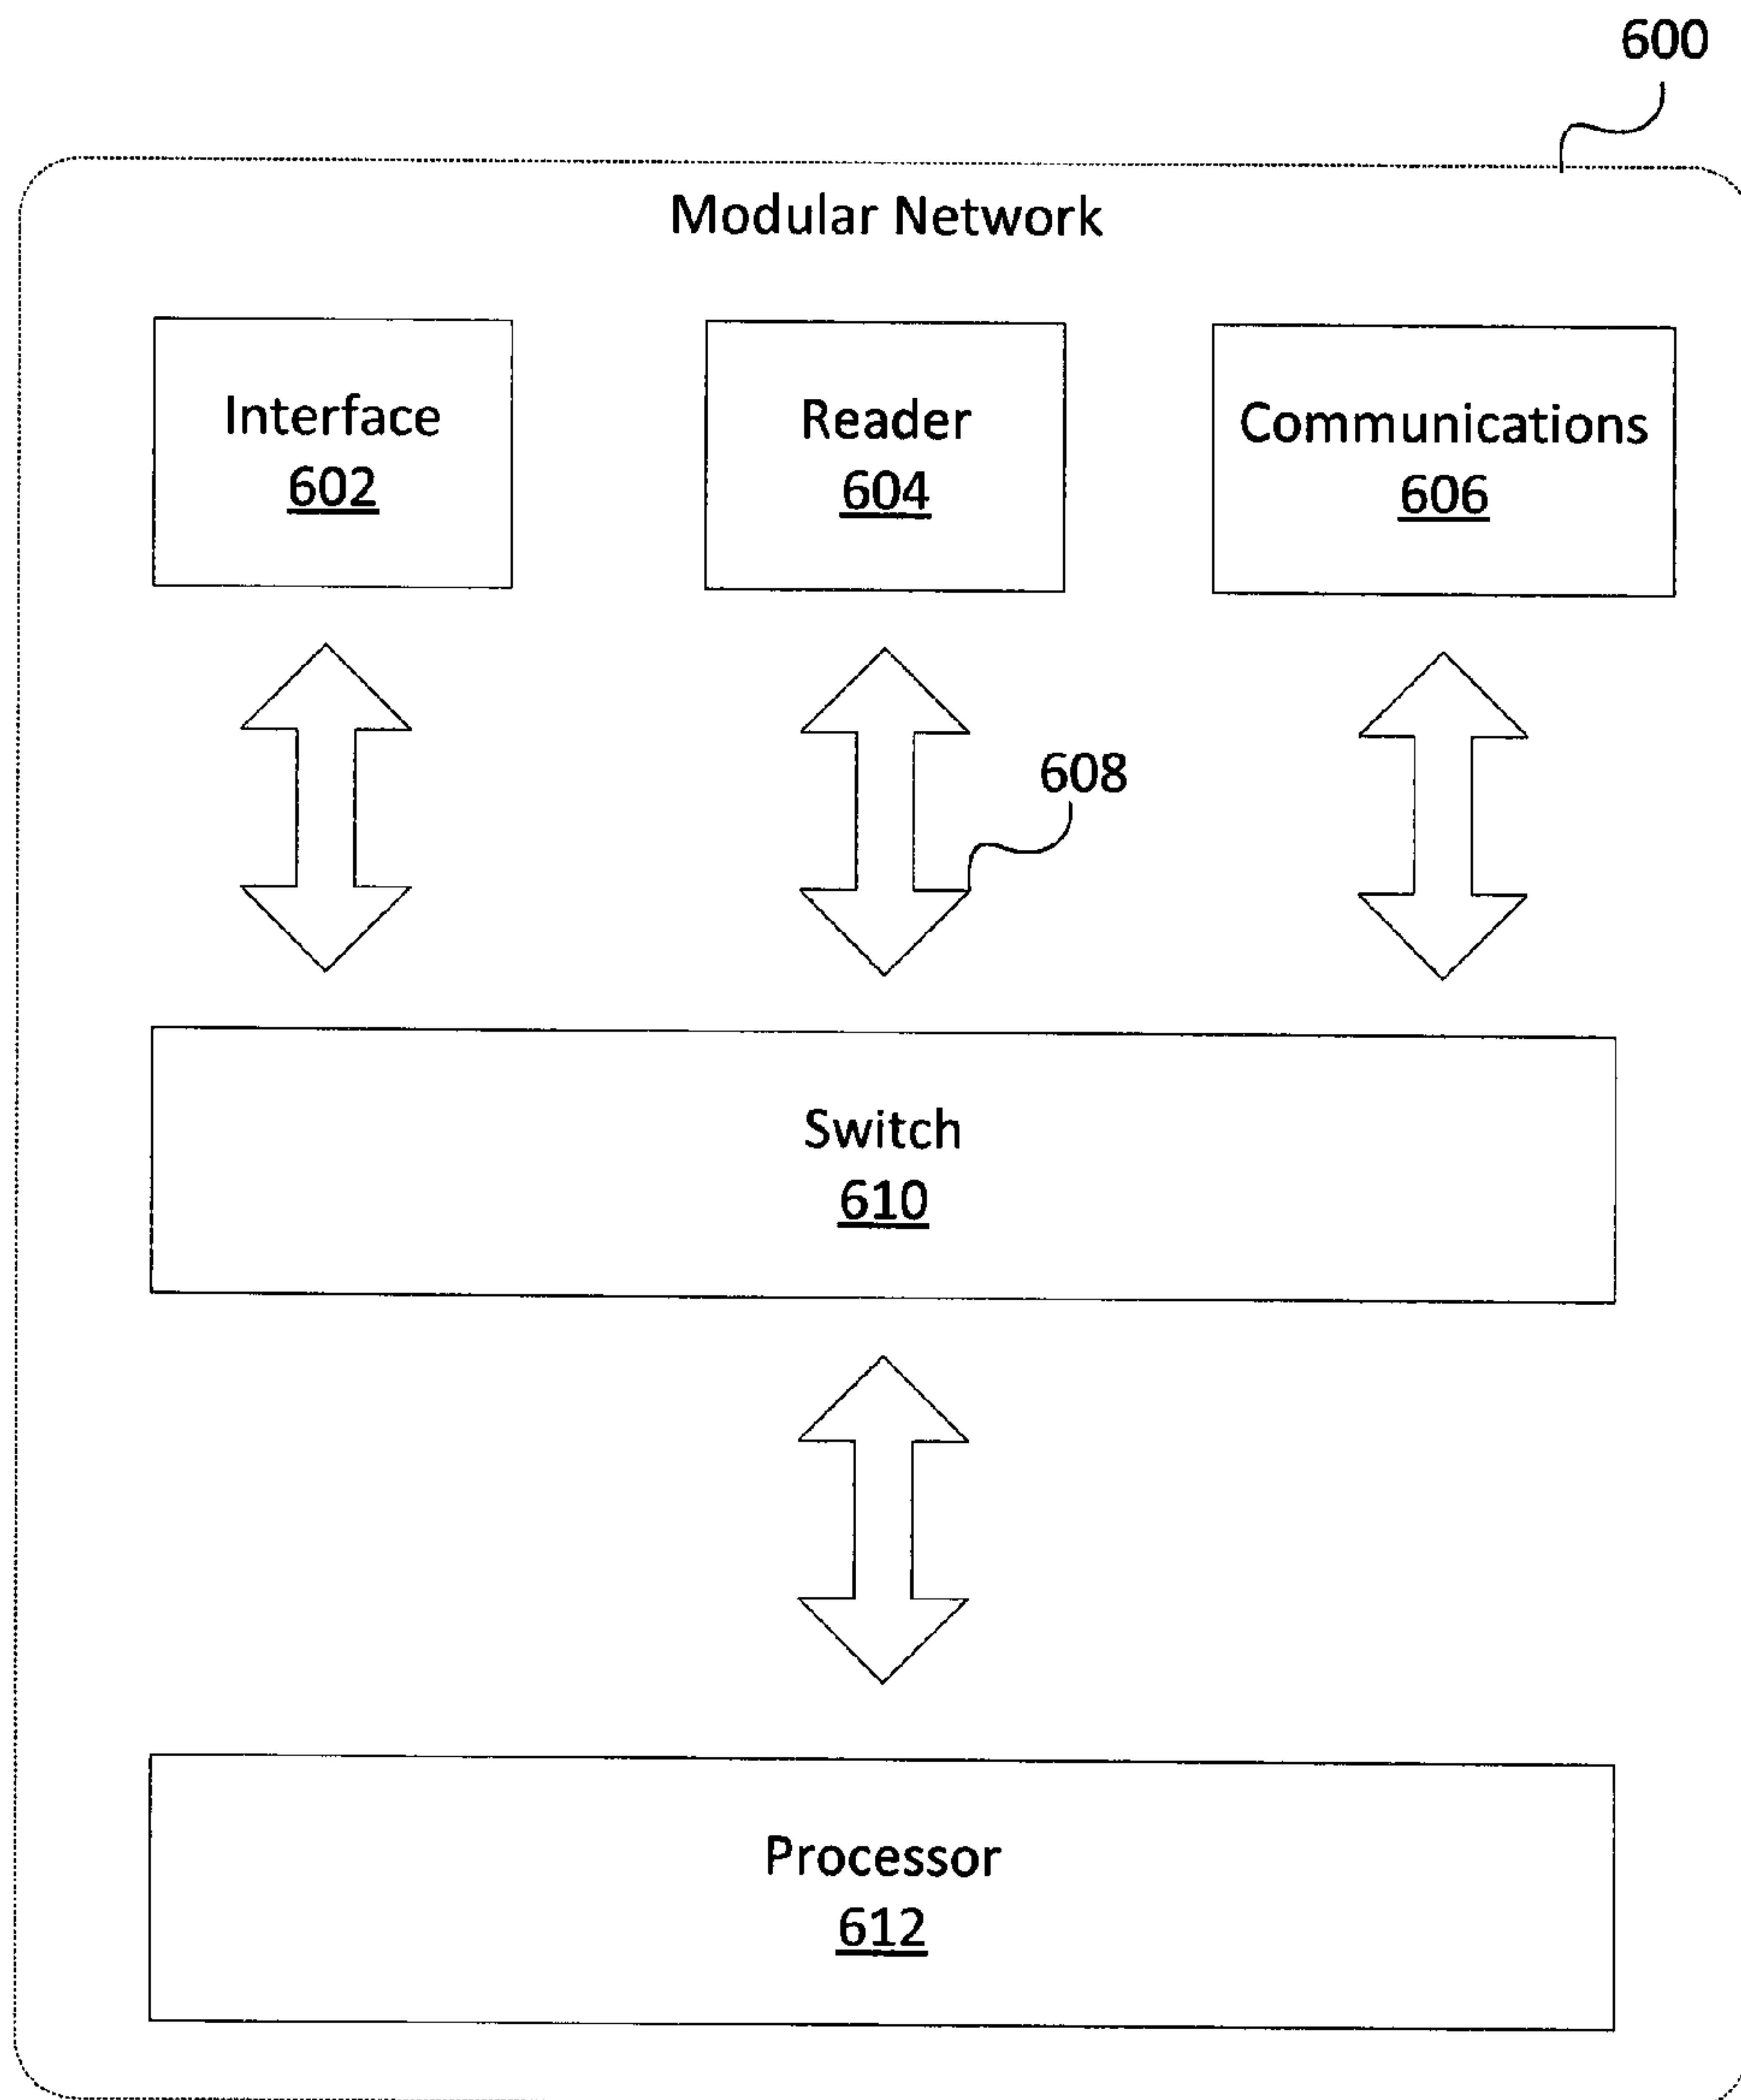 600
Modular Network
Interface
602
Reader
604
Communications
606
608
Switch
610
Processor
612